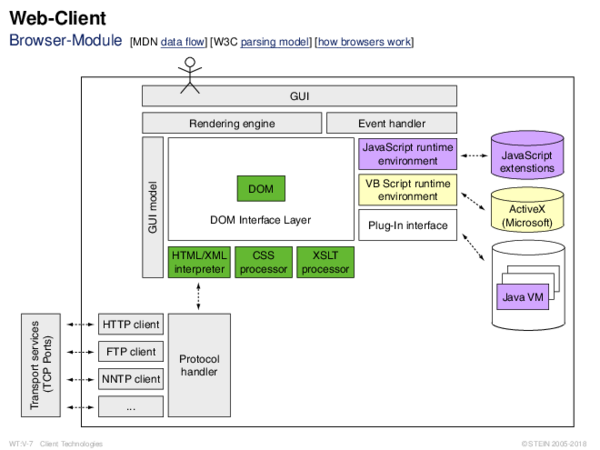 Web-Client
Browser-Module [MDN data flow] [W3C parsing model] [how browsers work]
GUI
Rendering engine
Event handler
GUI model
DOM
DOM Interface Layer
JavaScript runtime
environment
JavaScript
extenstions
VB Script runtime
environment
ActiveX
(Microsoft)
Plug-In interface
Java VM
HTML/XML
interpreter
CSS
processor
XSLT
processor
Transport services
(TCP Ports)
HTTP client
FTP client
NNTP client
...
Protocol
handler
WT:V-7 Client Technologies
© STEIN 2005-2018